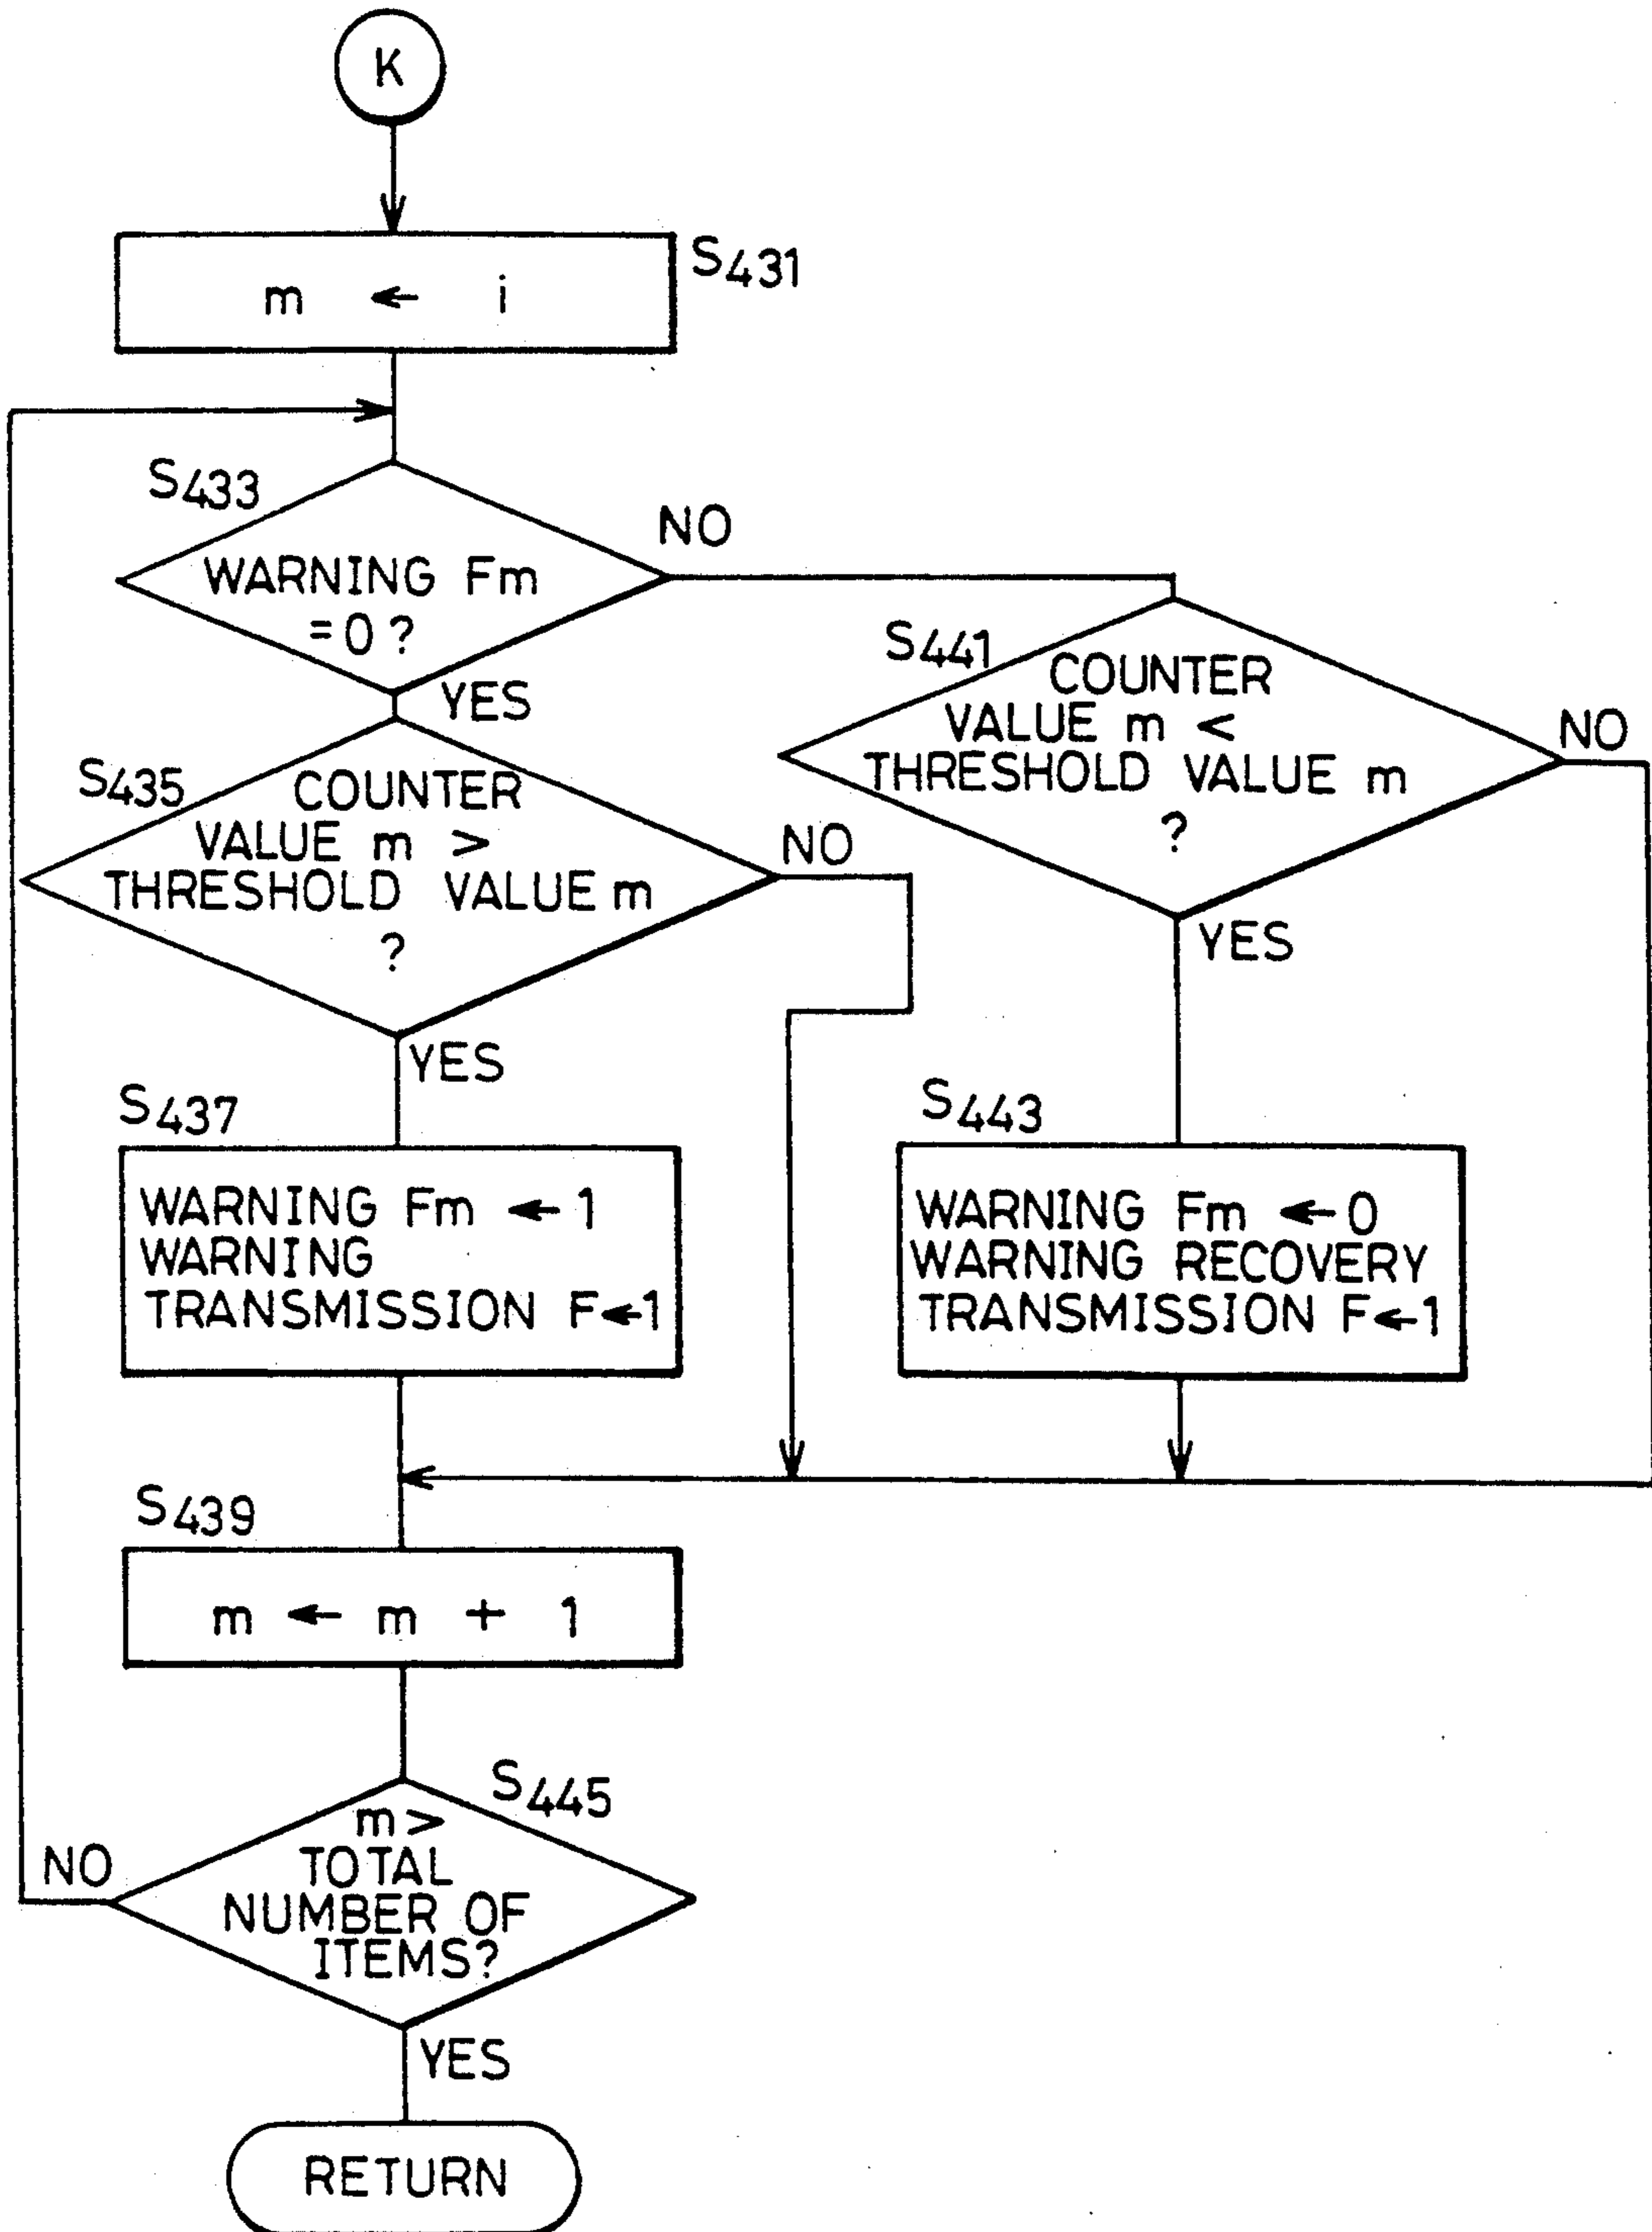 K
S431
m ← i
S433
NO
WARNING Fm
=0?
YES
S441
COUNTER
VALUE m <
THRESHOLD VALUE m
?
NO
YES
S435
COUNTER
VALUE m >
THRESHOLD VALUE m
?
NO
YES
S437
WARNING Fm ← 1
WARNING
TRANSMISSION F←1
S443
WARNING Fm ← 0
WARNING RECOVERY
TRANSMISSION F←1
S439
m ← m + 1
S445
m >
TOTAL
NUMBER OF
ITEMS?
NO
YES
RETURN